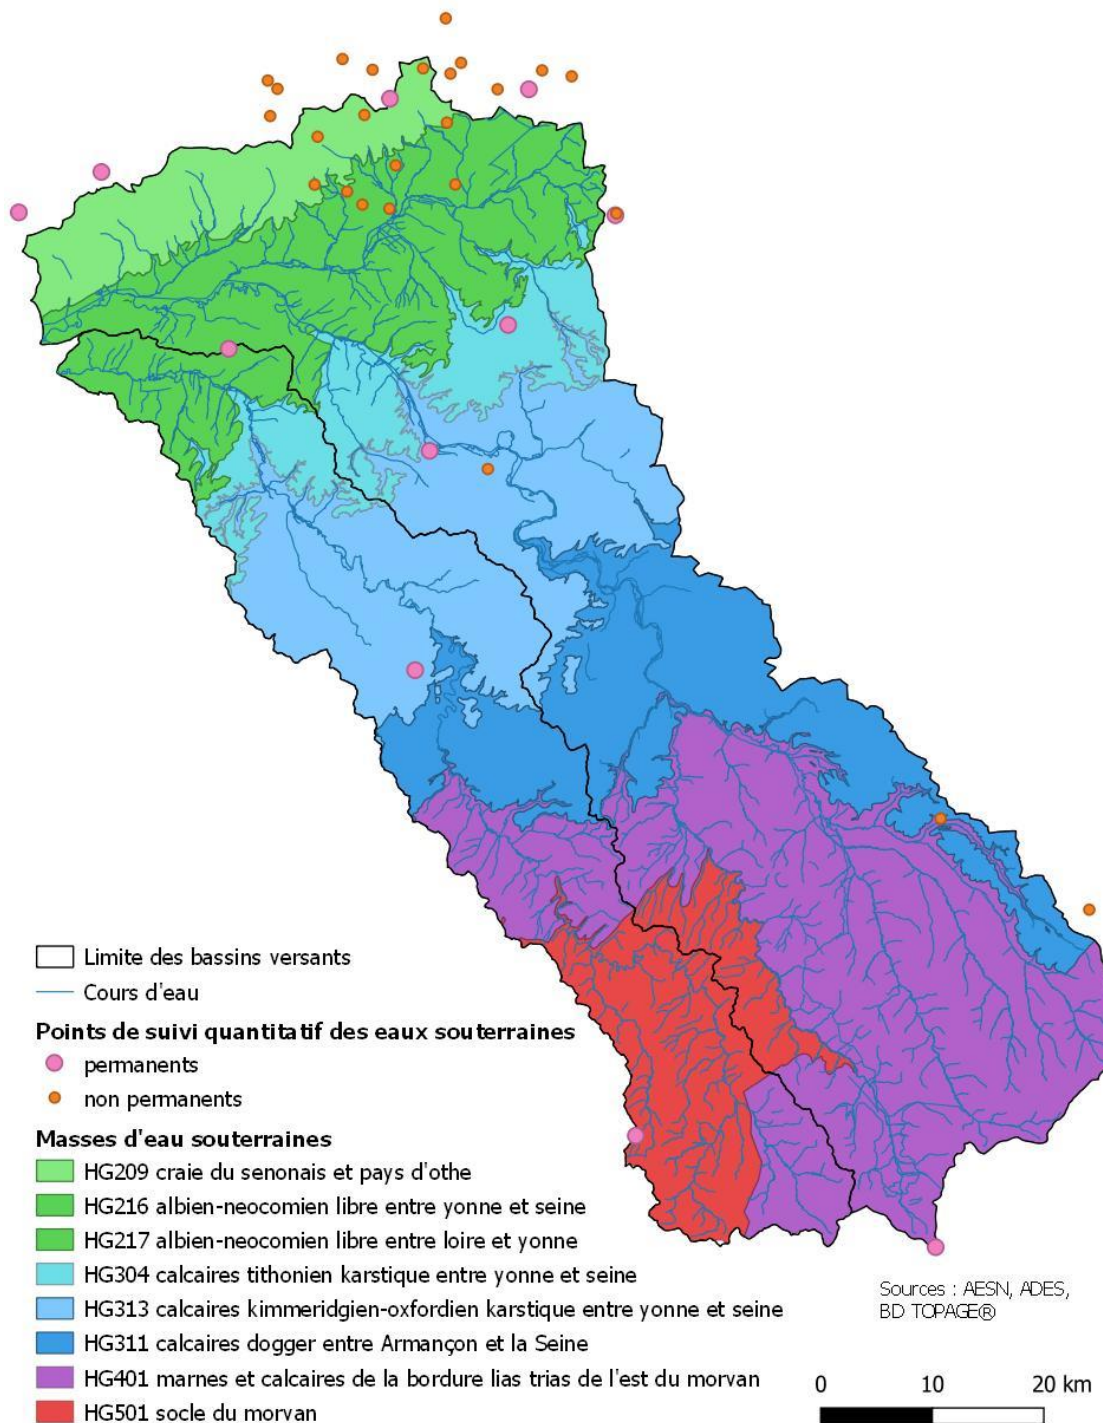 Limite des bassins versants
Cours d'eau
Points de suivi quantitatif des eaux souterraines
permanents
non permanents
Masses d'eau souterraines
HG209 craie du senonais et pays d'othe
HG216 albien-neocomien libre entre yonne et seine
HG217 albien-neocomien libre entre loire et yonne
HG304 calcaires tithonien karstique entre yonne et seine
HG313 calcaires kimmeridgien-oxfordien karstique entre yonne et seine
HG311 calcaires dogger entre Armançon et la Seine
HG401 marnes et calcaires de la bordure lias trias de l'est du morvan
HG501 socle du morvan
Sources : AESN, ADES,
BD TOPAGE®
0 10 20 km